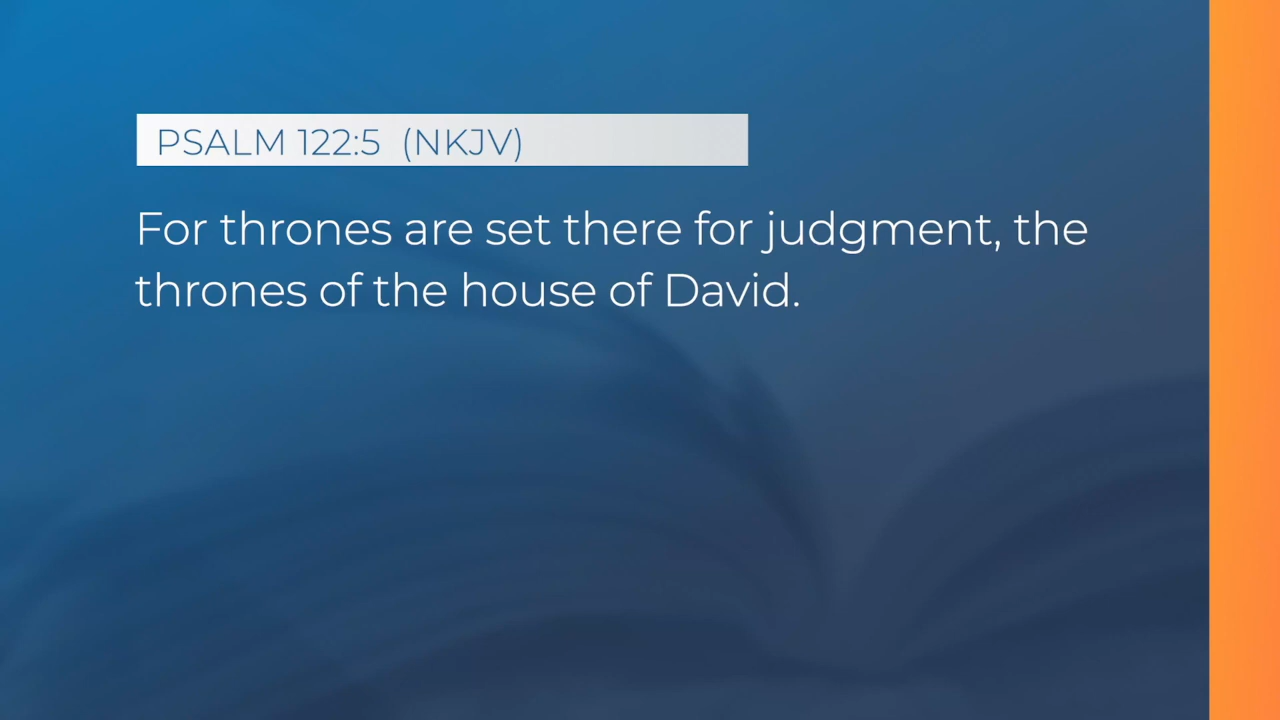 PSALM 122:5 (NKJV)
For thrones are set there for judgment, the
thrones of the house of David.